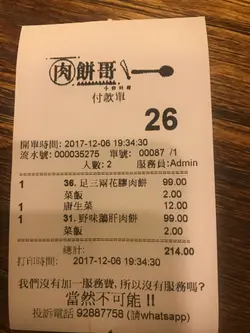 肉餅哥
小廚料理
付款單
26
開單時間: 2017-12-06 19:34:30
流水號: 000035275 單號: 00087 /1
人數: 2 服務員:Admin
1 36. 足三兩花膠肉餅 99.00
菜飯 2.00
1 唐生菜 12.00
1 31. 野味鵝肝肉餅 99.00
菜飯 2.00
總計: 214.00
打印時間: 2017-12-06 19:34:30
我們沒有加一服務費,所以沒有服務嗎?
當然不可能!!
投訴電話 92887758 (請whatsapp)